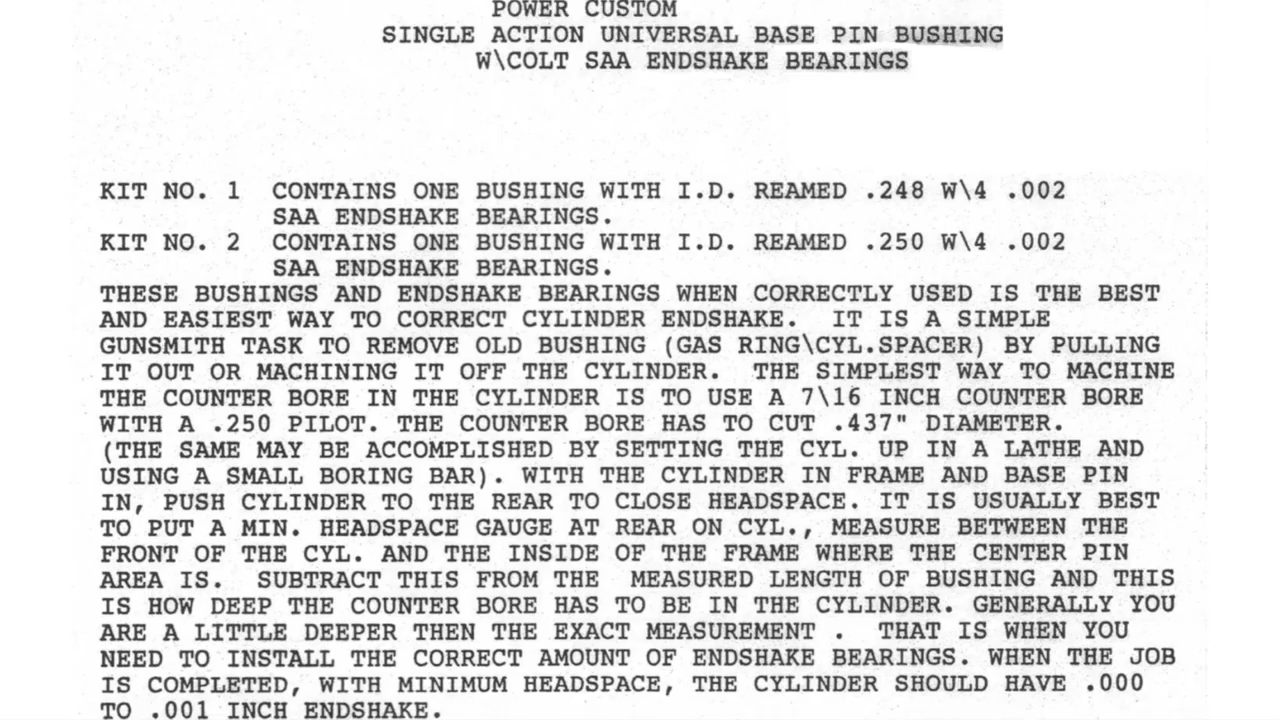 POWER CUSTOM
SINGLE ACTION UNIVERSAL BASE PIN BUSHING
W\COLT SAA ENDSHAKE BEARINGS
KIT NO. 1 CONTAINS ONE BUSHING WITH I.D. REAMED .248 W\4 .002
SAA ENDSHAKE BEARINGS.
KIT NO. 2 CONTAINS ONE BUSHING WITH I.D. REAMED .250 W\4 .002
SAA ENDSHAKE BEARINGS.
THESE BUSHINGS AND ENDSHAKE BEARINGS WHEN CORRECTLY USED IS THE BEST
AND EASIEST WAY TO CORRECT CYLINDER ENDSHAKE. IT IS A SIMPLE
GUNSMITH TASK TO REMOVE OLD BUSHING (GAS RING\CYL.SPACER) BY PULLING
IT OUT OR MACHINING IT OFF THE CYLINDER. THE SIMPLEST WAY TO MACHINE
THE COUNTER BORE IN THE CYLINDER IS TO USE A 7\16 INCH COUNTER BORE
WITH A .250 PILOT. THE COUNTER BORE HAS TO CUT .437" DIAMETER.
(THE SAME MAY BE ACCOMPLISHED BY SETTING THE CYL. UP IN A LATHE AND
USING A SMALL BORING BAR). WITH THE CYLINDER IN FRAME AND BASE PIN
IN, PUSH CYLINDER TO THE REAR TO CLOSE HEADSPACE. IT IS USUALLY BEST
TO PUT A MIN. HEADSPACE GAUGE AT REAR ON CYL., MEASURE BETWEEN THE
FRONT OF THE CYL. AND THE INSIDE OF THE FRAME WHERE THE CENTER PIN
AREA IS. SUBTRACT THIS FROM THE MEASURED LENGTH OF BUSHING AND THIS
IS HOW DEEP THE COUNTER BORE HAS TO BE IN THE CYLINDER. GENERALLY YOU
ARE A LITTLE DEEPER THEN THE EXACT MEASUREMENT . THAT IS WHEN YOU
NEED TO INSTALL THE CORRECT AMOUNT OF ENDSHAKE BEARINGS. WHEN THE JOB
IS COMPLETED, WITH MINIMUM HEADSPACE, THE CYLINDER SHOULD HAVE .000
TO .001 INCH ENDSHAKE.